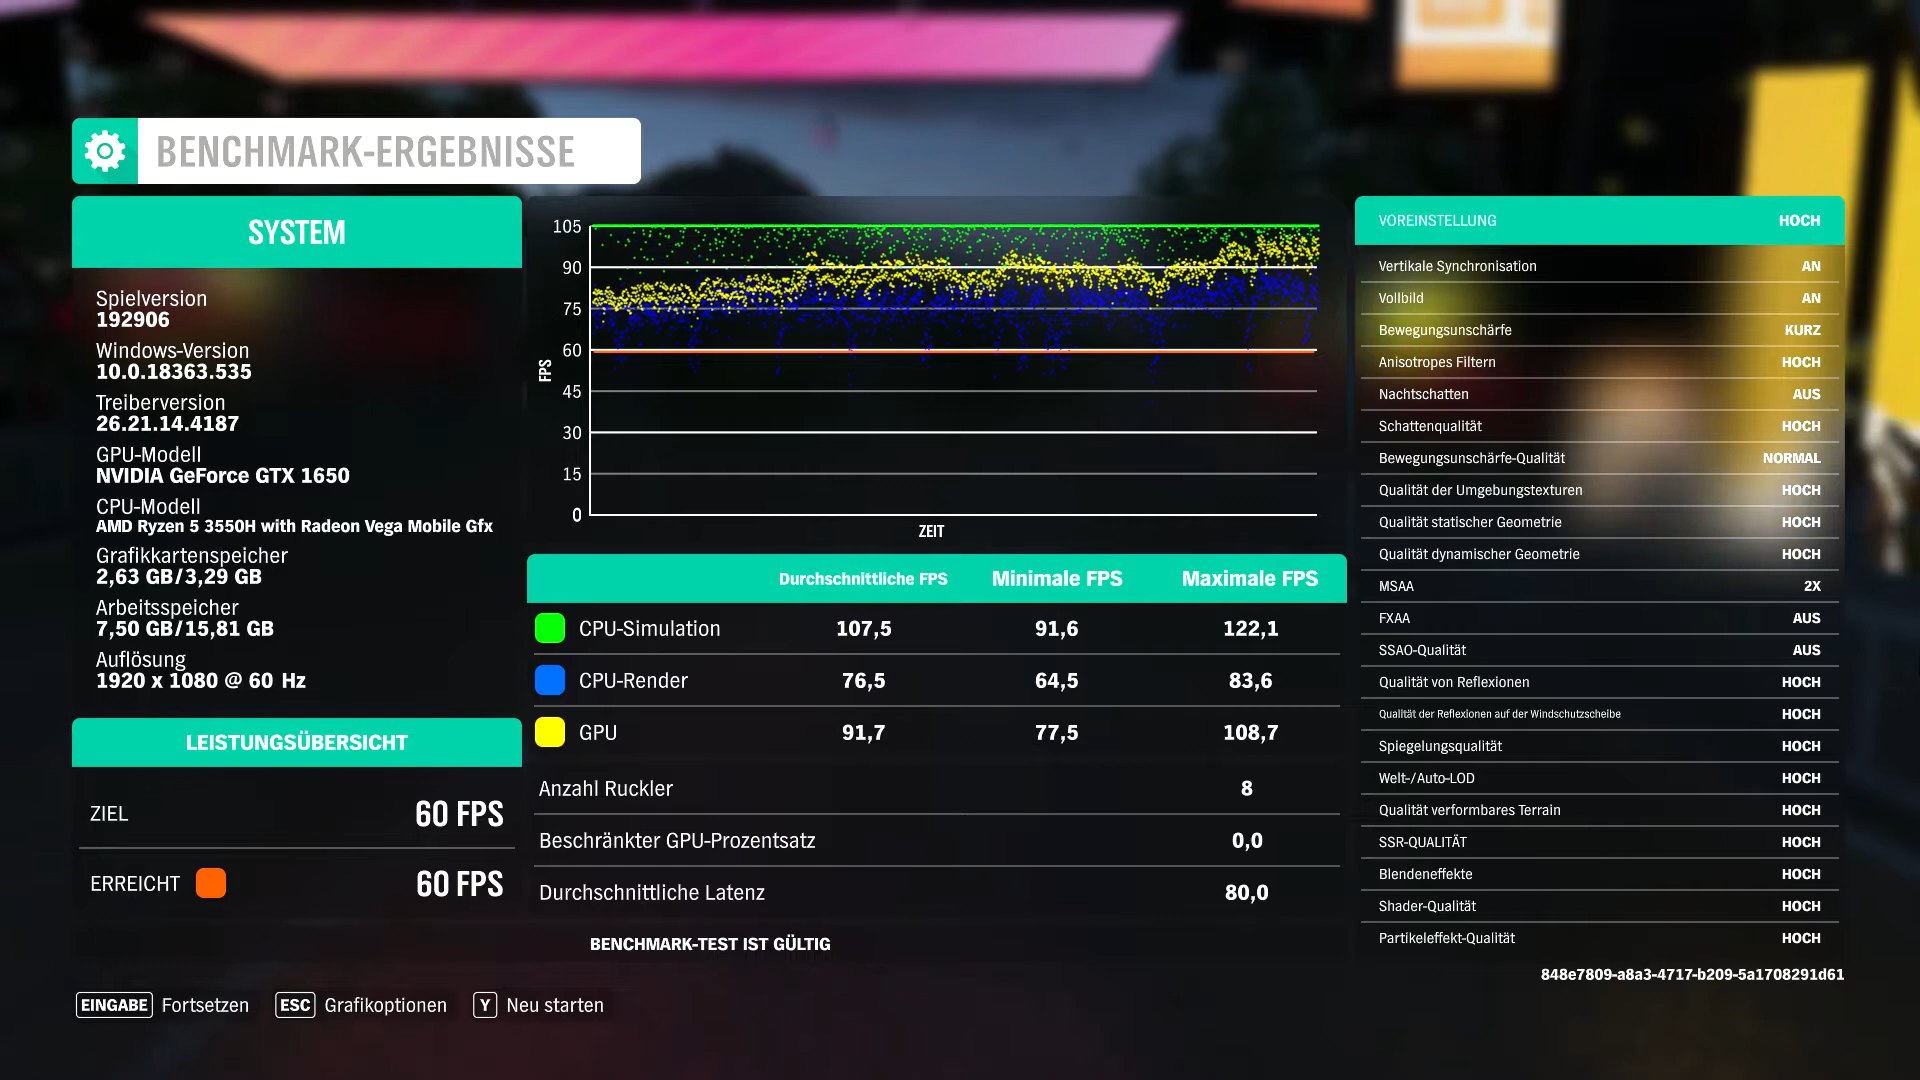 BENCHMARK-ERGEBNISSE
SYSTEM
Spielversion
192906
Windows-Version
10.0.18363.535
Treiberversion
26.21.14.4187
GPU-Modell
NVIDIA GeForce GTX 1650
CPU-Modell
AMD Ryzen 5 3550H with Radeon Vega Mobile Gfx
Grafikkartenspeicher
2,63 GB/3,29 GB
Arbeitsspeicher
7,50 GB/15,81 GB
Auflösung
1920 x 1080 @ 60 Hz
LEISTUNGSÜBERSICHT
ZIEL 60 FPS
ERREICHT 60 FPS
105
90
75
60
45
30
15
0
FPS
ZEIT
Durchschnittliche FPS Minimale FPS Maximale FPS
CPU-Simulation 107,5 91,6 122,1
CPU-Render 76,5 64,5 83,6
GPU 91,7 77,5 108,7
Anzahl Ruckler 8
Beschränkter GPU-Prozentsatz 0,0
Durchschnittliche Latenz 80,0
BENCHMARK-TEST IST GÜLTIG
VOREINSTELLUNG HOCH
Vertikale Synchronisation AN
Vollbild AN
Bewegungsunschärfe KURZ
Anisotropes Filtern HOCH
Nachtschatten AUS
Schattenqualität HOCH
Bewegungsunschärfe-Qualität NORMAL
Qualität der Umgebungstexturen HOCH
Qualität statischer Geometrie HOCH
Qualität dynamischer Geometrie HOCH
MSAA 2X
FXAA AUS
SSAO-Qualität AUS
Qualität von Reflexionen HOCH
Qualität der Reflexionen auf der Windschutzscheibe HOCH
Spiegelungsqualität HOCH
Welt-/Auto-LOD HOCH
Qualität verformbares Terrain HOCH
SSR-QUALITÄT HOCH
Blendeneffekte HOCH
Shader-Qualität HOCH
Partikeleffekt-Qualität HOCH
848e7809-a8a3-4717-b209-5a1708291d61
EINGABE Fortsetzen ESC Grafikoptionen Y Neu starten